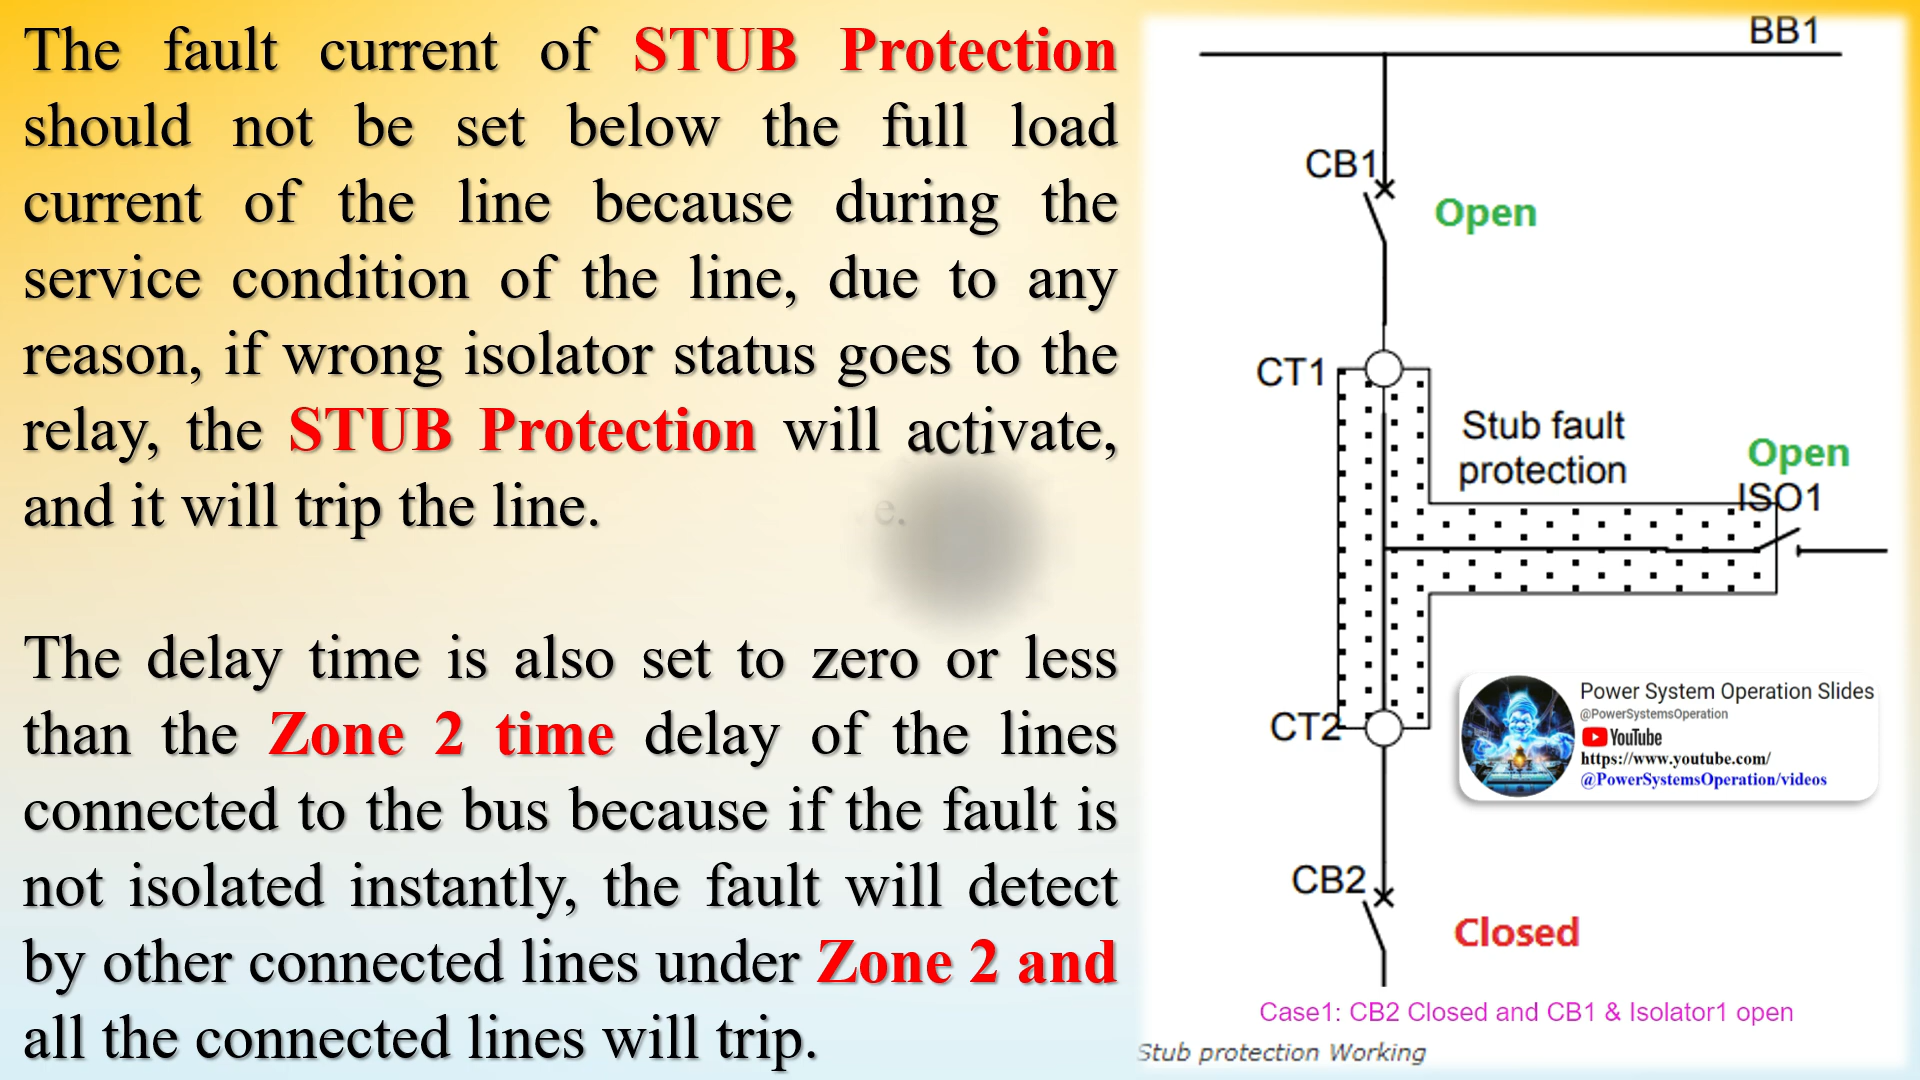 The fault current of STUB Protection
should not be set below the full load
current of the line because during the
service condition of the line, due to any
reason, if wrong isolator status goes to the
relay, the STUB Protection will activate,
and it will trip the line.
e.
The delay time is also set to zero or less
than the Zone 2 time delay of the lines
connected to the bus because if the fault is
not isolated instantly, the fault will detect
by other connected lines under Zone 2 and
all the connected lines will trip.
BB1
CB1
Open
CT1
Stub fault
protection
Open
ISO1
CT2
Power System Operation Slides
@PowerSystemsOperation
YouTube
https://www.youtube.com/
@PowerSystemsOperation/videos
CB2
Closed
Case1: CB2 Closed and CB1 & Isolator1 open
Stub protection Working